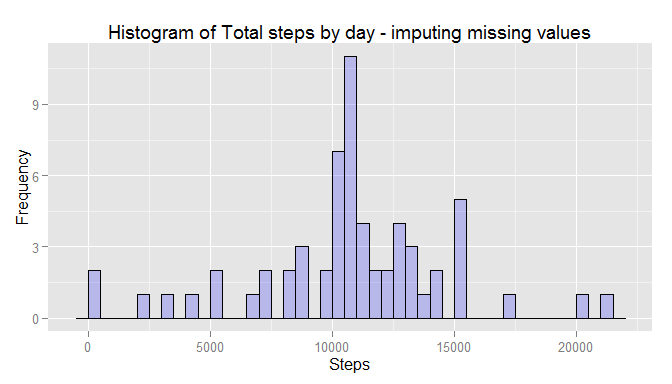 Histogram of Total steps by day - imputing missing values
Frequency
9
6
3
0
0 5000 10000 15000 20000
Steps